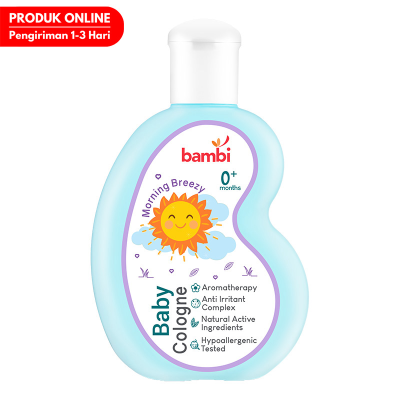 PRODUK ONLINE
Pengiriman 1-3 Hari
bambi
0+
months
Morning Breezy
Baby
Cologne
Aromatherapy
Anti Irritant
Complex
Natural Active
Ingredients
Hypoallergenic
Tested